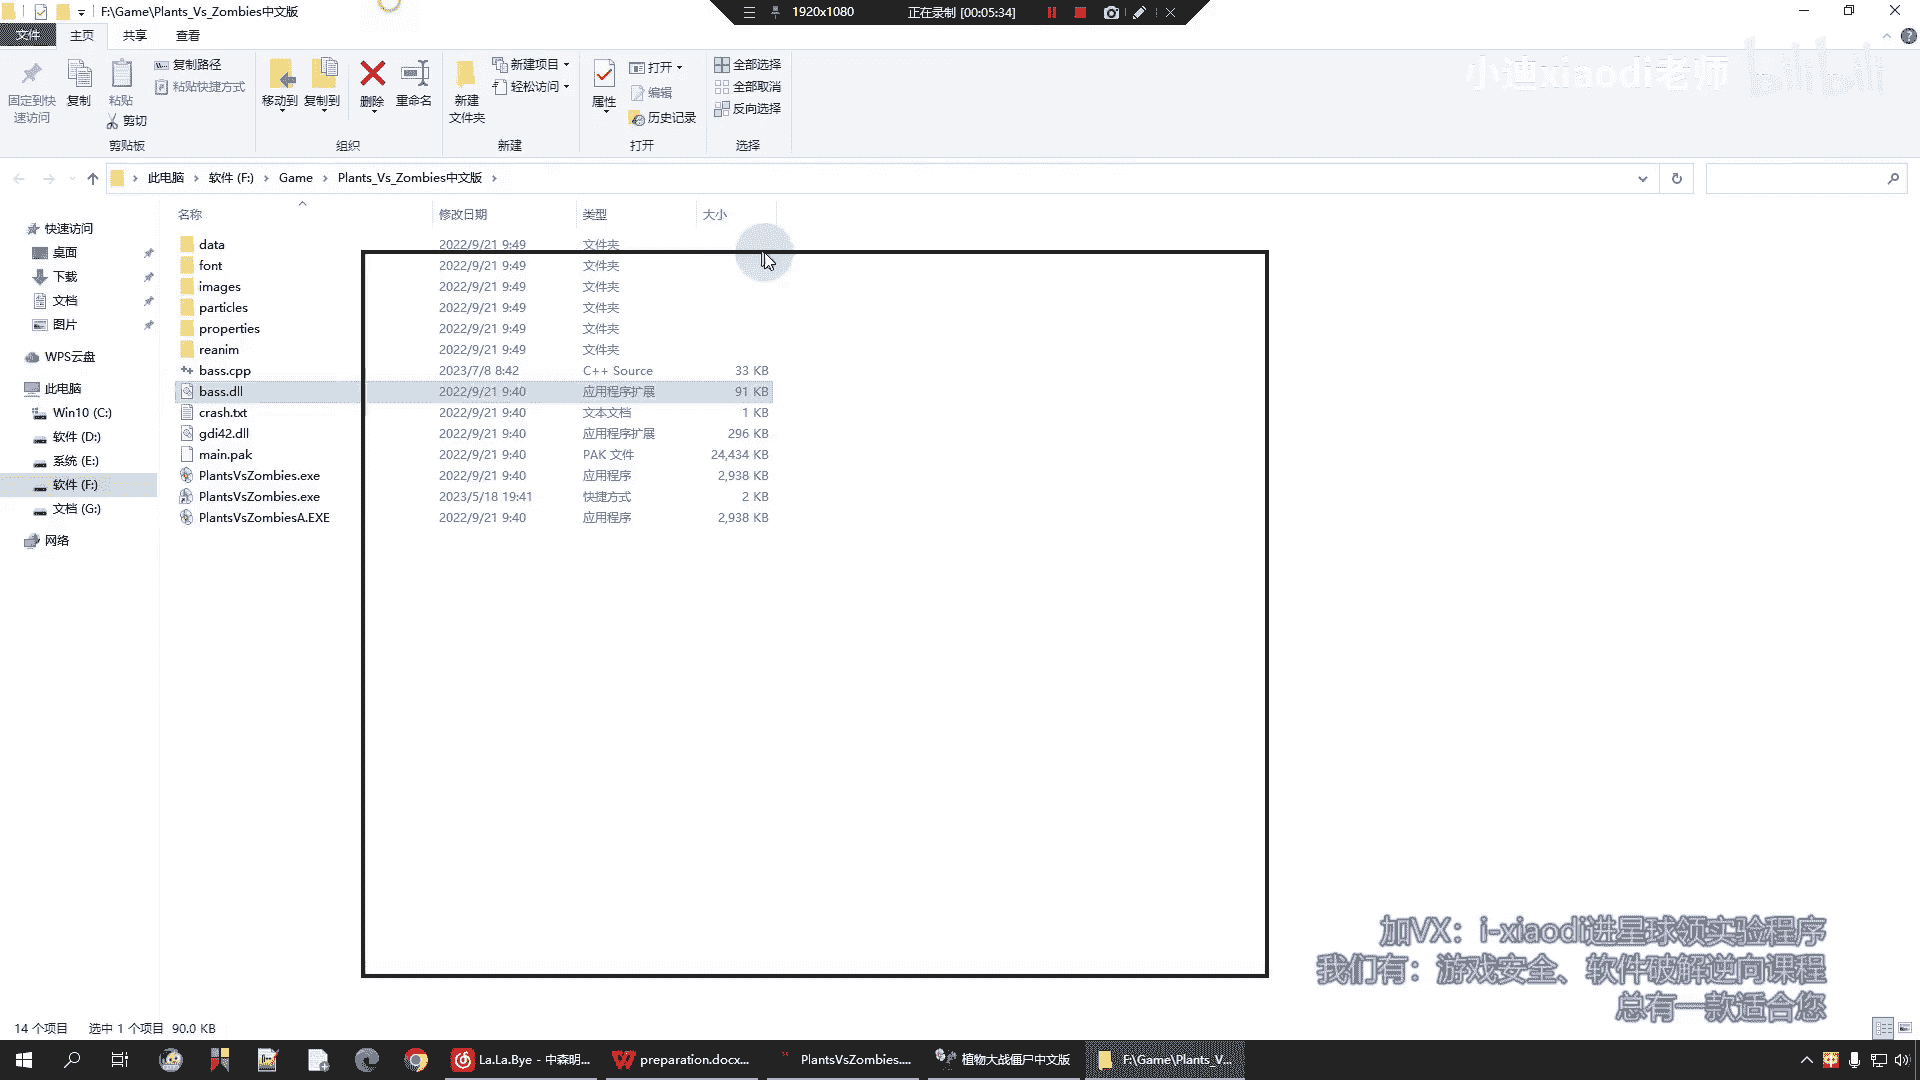 F:\Game\Plants_Vs_Zombies中文版
1920x1080 正在录制 [00:05:34]
文件 主页 共享 查看
小迪xiaodi老师 bilibili
固定到快速访问 复制 粘贴 复制路径 粘贴快捷方式 剪切
移动到 复制到 删除 重命名 新建文件夹 新建项目 轻松访问
属性 打开 编辑 历史记录 全部选择 全部取消 反向选择
剪贴板 组织 新建 打开 选择
此电脑 › 软件 (F:) › Game › Plants_Vs_Zombies中文版 ›
名称 修改日期 类型 大小
快速访问
桌面
下载
文档
图片
WPS云盘
此电脑
Win10 (C:)
软件 (D:)
系统 (E:)
软件 (F:)
文档 (G:)
网络
data 2022/9/21 9:49 文件夹
font 2022/9/21 9:49 文件夹
images 2022/9/21 9:49 文件夹
particles 2022/9/21 9:49 文件夹
properties 2022/9/21 9:49 文件夹
reanim 2022/9/21 9:49 文件夹
bass.cpp 2023/7/8 8:42 C++ Source 33 KB
bass.dll 2022/9/21 9:40 应用程序扩展 91 KB
crash.txt 2022/9/21 9:40 文本文档 1 KB
gdi42.dll 2022/9/21 9:40 应用程序扩展 296 KB
main.pak 2022/9/21 9:40 PAK 文件 24,434 KB
PlantsVsZombies.exe 2022/9/21 9:40 应用程序 2,938 KB
PlantsVsZombies.exe 2023/5/18 19:41 快捷方式 2 KB
PlantsVsZombiesA.EXE 2022/9/21 9:40 应用程序 2,938 KB
加VX：i-xiaodi进星球领实验程序
我们有：游戏安全、软件破解逆向课程
总有一款适合您
14 个项目 选中 1 个项目 90.0 KB
La.La.Bye - 中森明... preparation.docx... PlantsVsZombies.... 植物大战僵尸中文版 F:\Game\Plants_V...